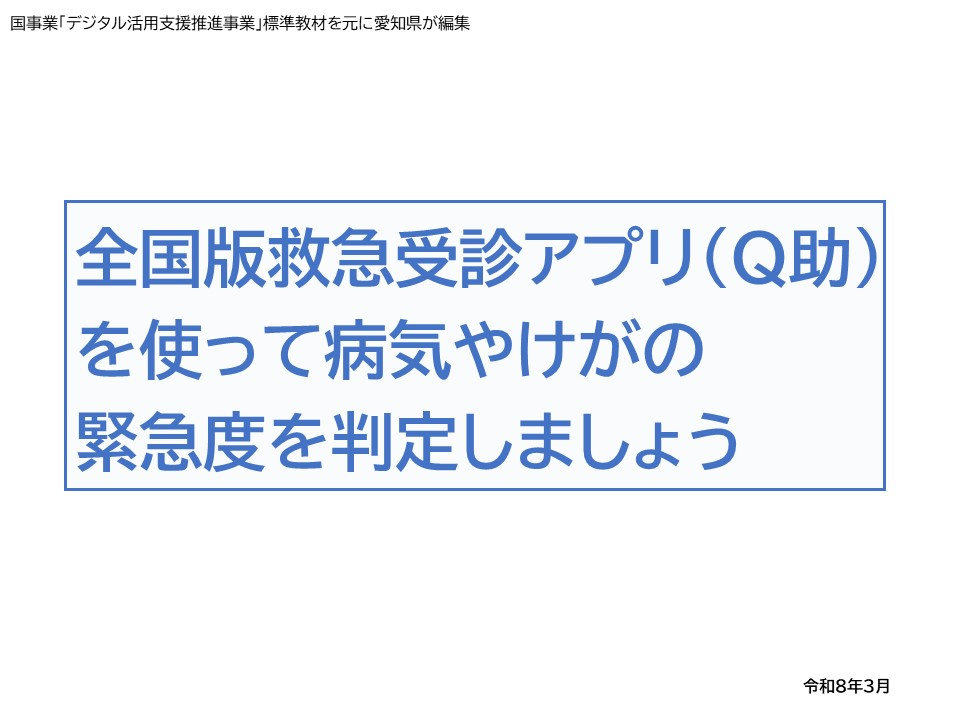 国事業「デジタル活用支援推進事業」標準教材を元に愛知県が編集
全国版救急受診アプリ（Q助）
を使って病気やけがの
緊急度を判定しましょう
令和8年3月